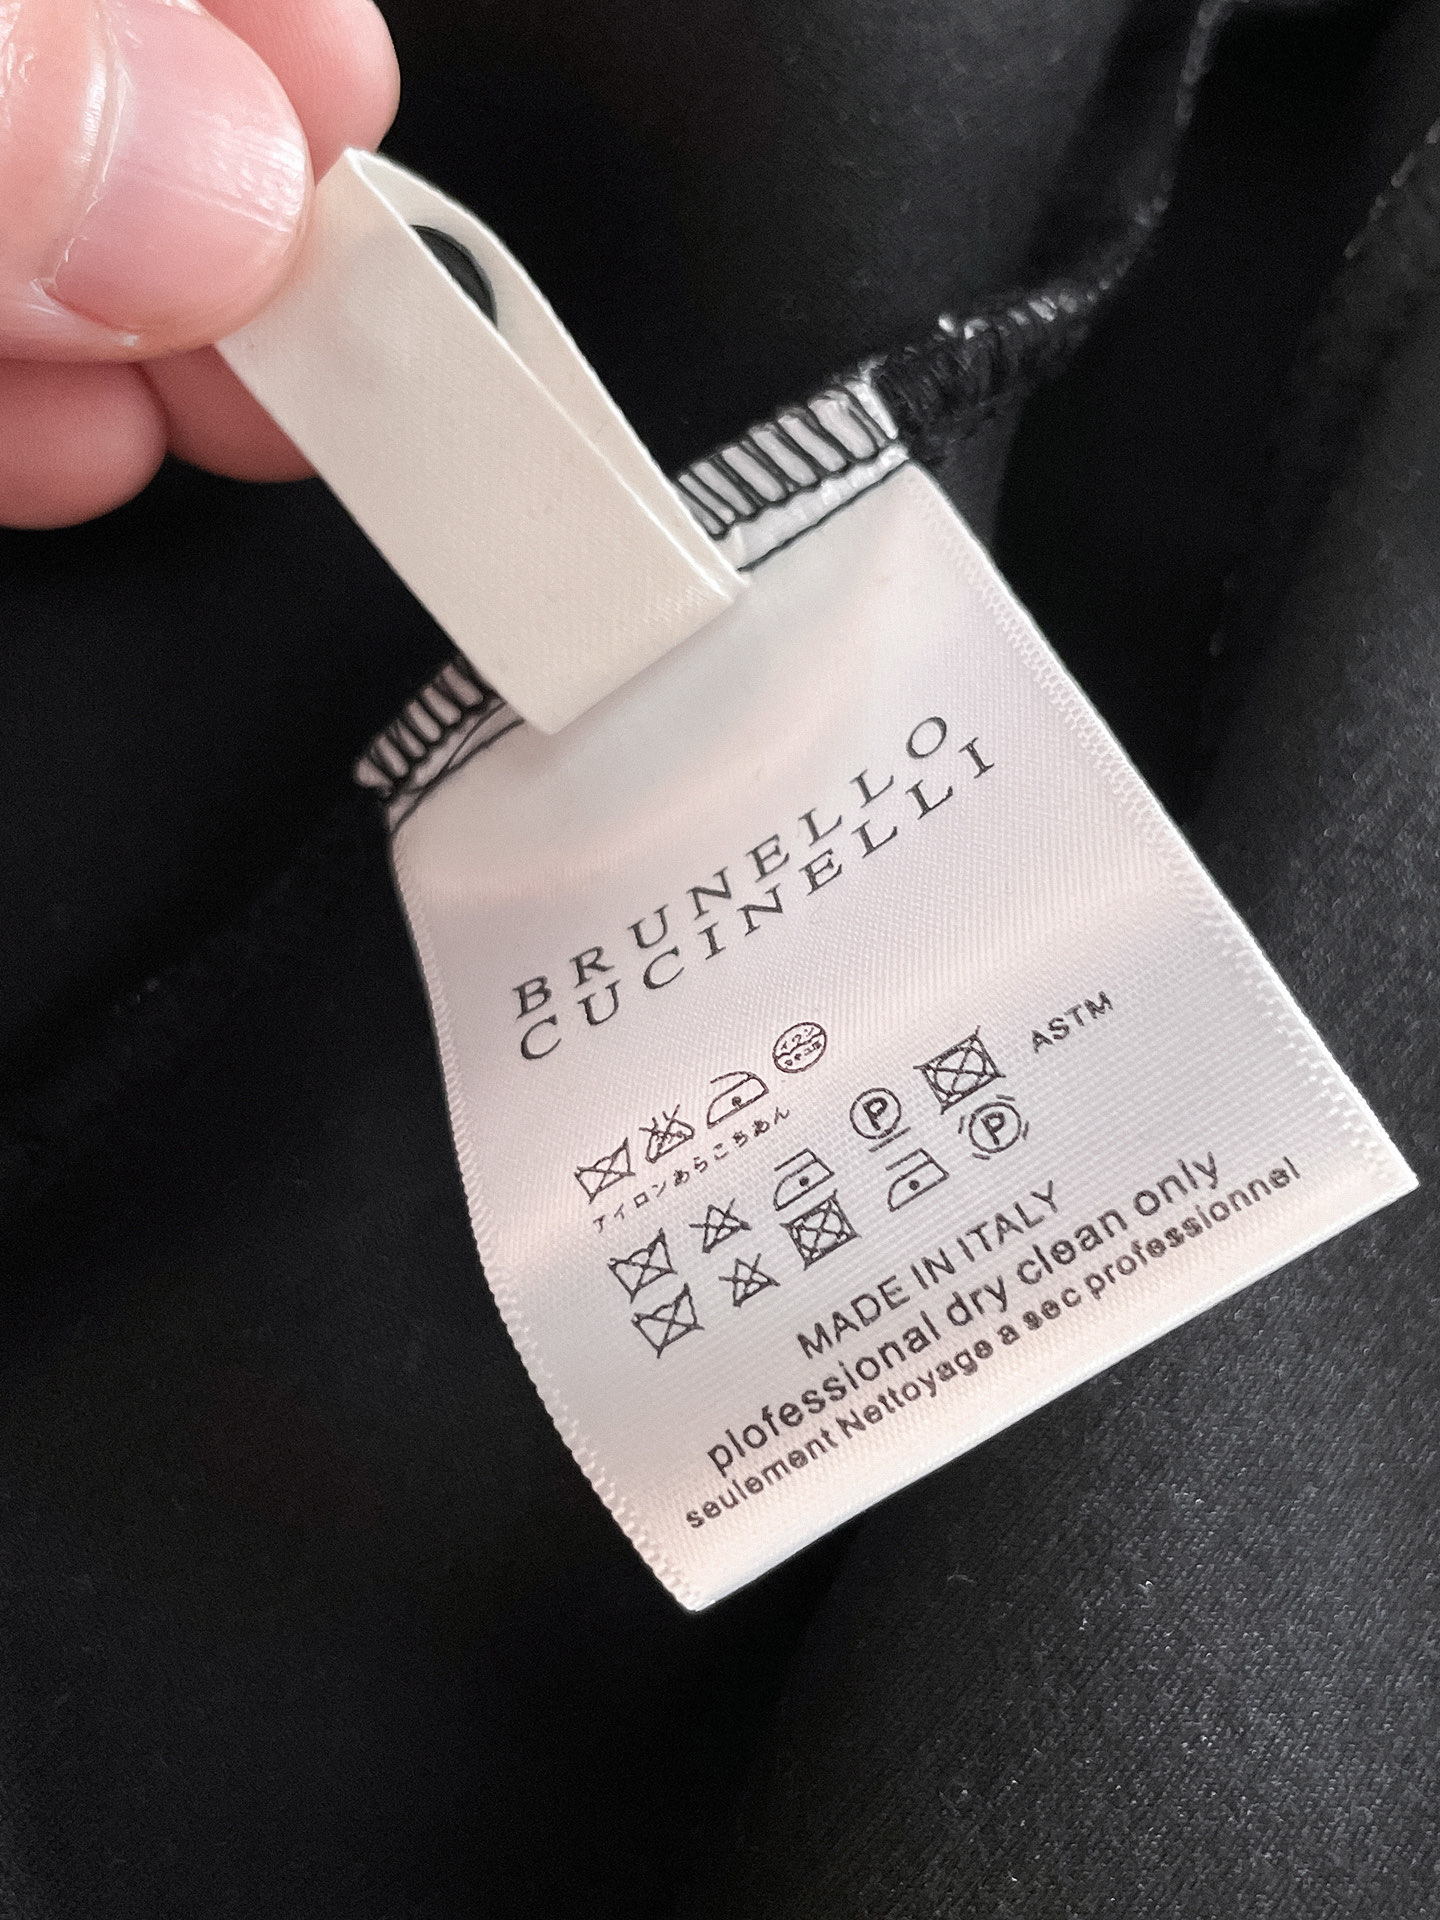 BRUNELLO
CUCINELLI
アイロンあらこちあん
P
ASTM
P
MADE IN ITALY
plofessional dry clean only
seulement Nettoyage a sec professionnel